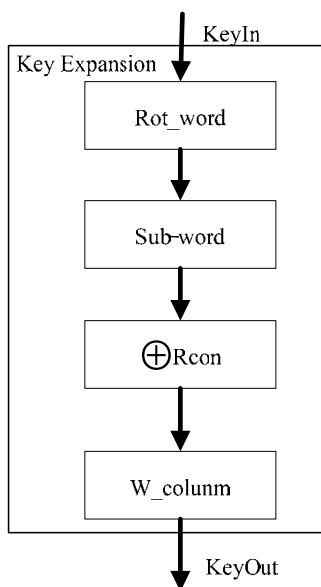 KeyIn
Key Expansion
Rot_word
Sub-word
⊕Rcon
W_colunm
KeyOut